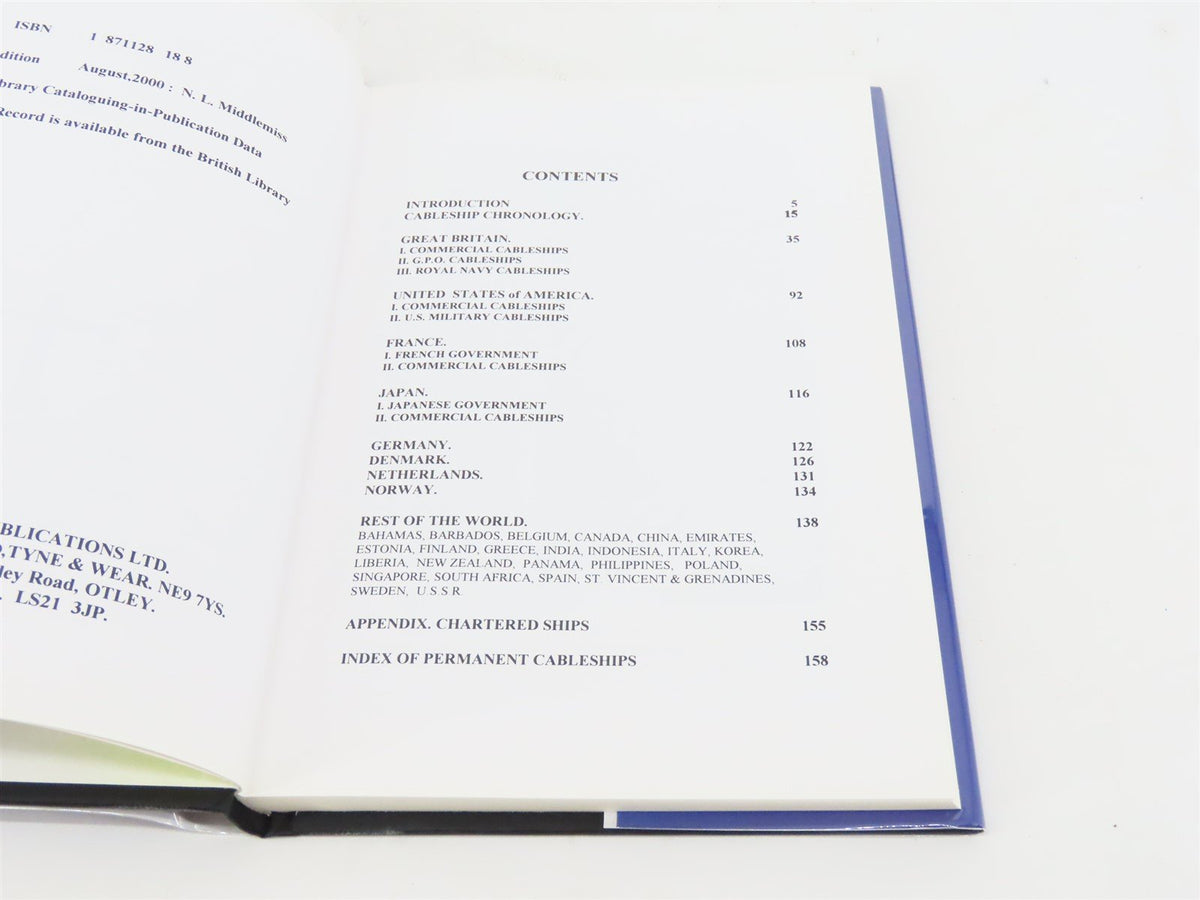 ISBN 1 871128 18 8
dition August,2000 : N. L. Middlemiss
brary Cataloguing-in-Publication Data
Record is available from the British Library
BLICATIONS LTD.
,TYNE & WEAR. NE9 7YS.
ley Road, OTLEY.
LS21 3JP.
CONTENTS
INTRODUCTION 5
CABLESHIP CHRONOLOGY. 15
GREAT BRITAIN. 35
I. COMMERCIAL CABLESHIPS
II. G.P.O. CABLESHIPS
III. ROYAL NAVY CABLESHIPS
UNITED STATES of AMERICA. 92
I. COMMERCIAL CABLESHIPS
II. U.S. MILITARY CABLESHIPS
FRANCE. 108
I. FRENCH GOVERNMENT
II. COMMERCIAL CABLESHIPS
JAPAN. 116
I. JAPANESE GOVERNMENT
II. COMMERCIAL CABLESHIPS
GERMANY. 122
DENMARK. 126
NETHERLANDS. 131
NORWAY. 134
REST OF THE WORLD. 138
BAHAMAS, BARBADOS, BELGIUM, CANADA, CHINA, EMIRATES,
ESTONIA, FINLAND, GREECE, INDIA, INDONESIA, ITALY, KOREA,
LIBERIA, NEW ZEALAND, PANAMA, PHILIPPINES, POLAND,
SINGAPORE, SOUTH AFRICA, SPAIN, ST. VINCENT & GRENADINES,
SWEDEN, U S S R
APPENDIX. CHARTERED SHIPS 155
INDEX OF PERMANENT CABLESHIPS 158